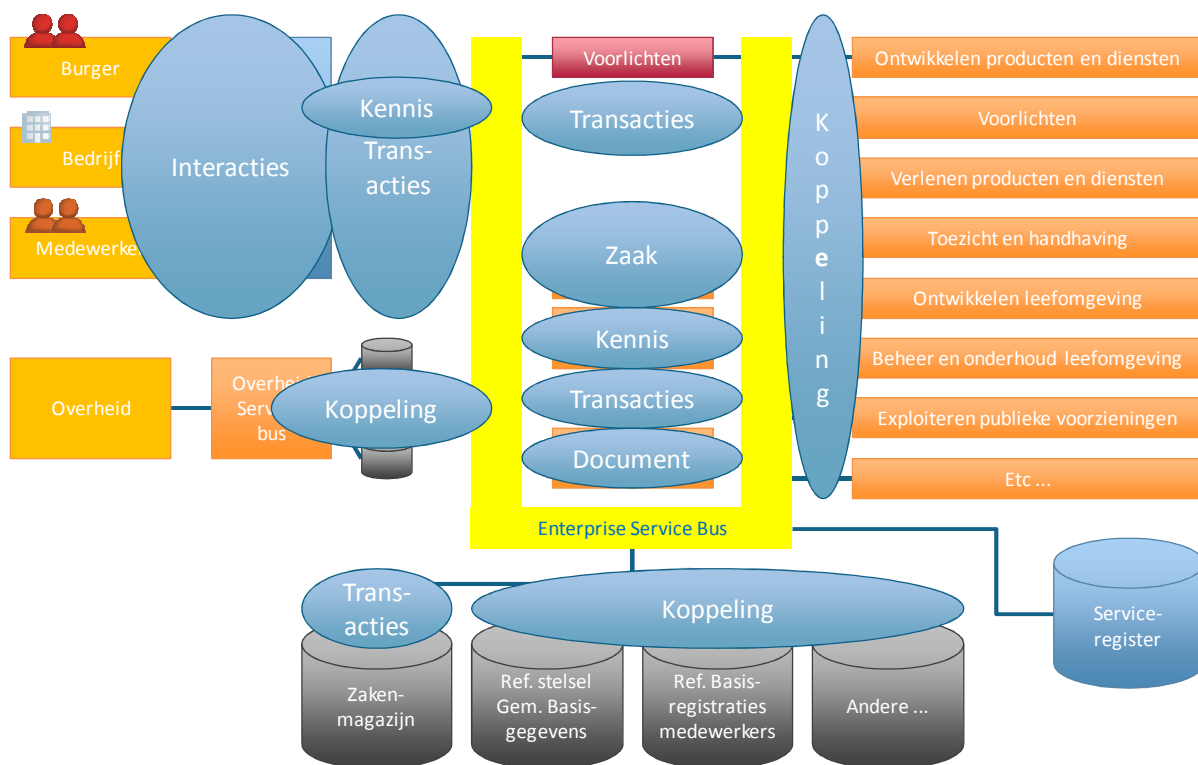 Burger
Bedrijf
Medewerke
Interacties
Kennis
Trans-
acties
Voorlichten
Transacties
Zaak
Kennis
Transacties
Document
Koppeling
Ontwikkelen producten en diensten
Voorlichten
Verlenen producten en diensten
Toezicht en handhaving
Ontwikkelen leefomgeving
Beheer en onderhoud leefomgeving
Exploiteren publieke voorzieningen
Etc ...
Overheid
Overhei
Servi
bus
Koppeling
Enterprise Service Bus
Trans-
acties
Koppeling
Zaken-
magazijn
Ref. stelsel
Gem. Basis-
gegevens
Ref. Basis-
registraties
medewerkers
Andere ...
Service-
register